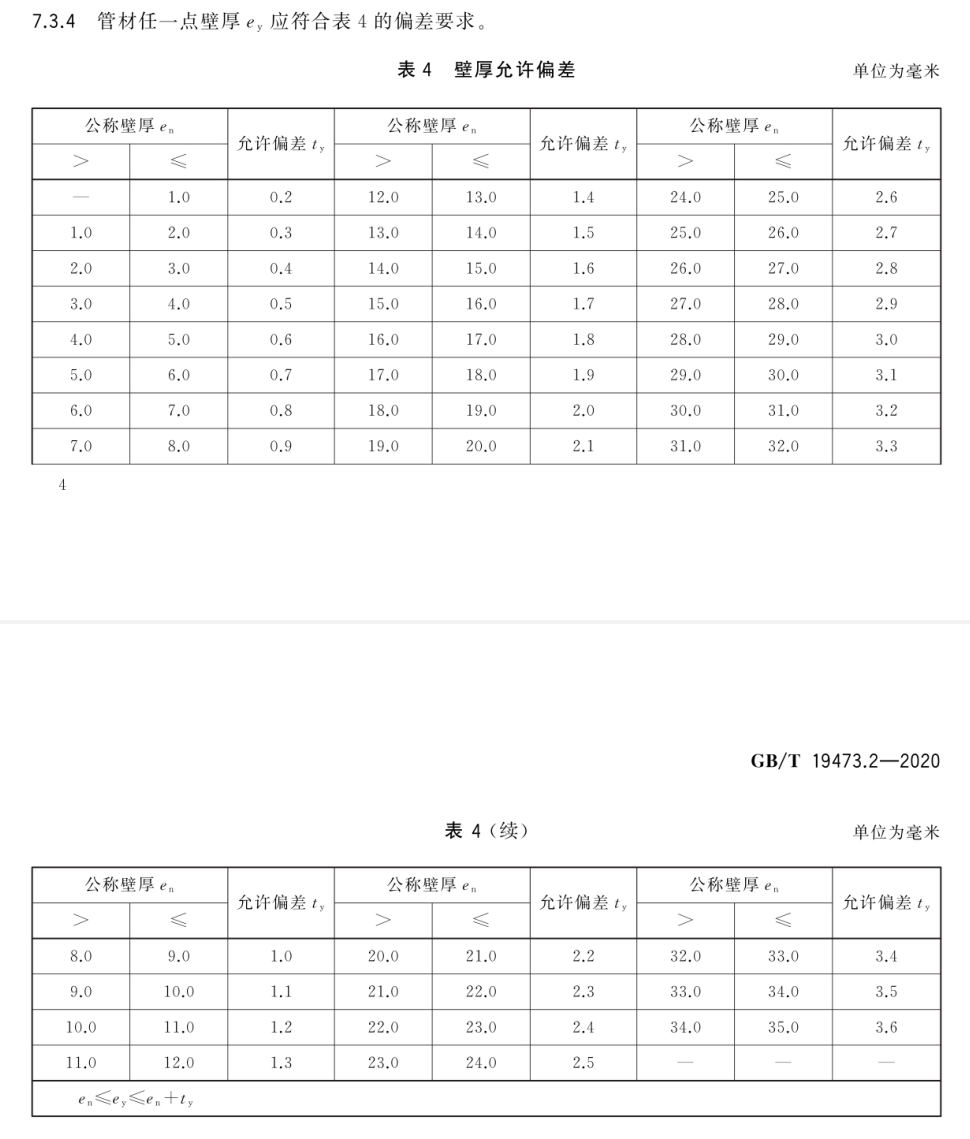 7.3.4 管材任一点壁厚 ey 应符合表 4 的偏差要求。
表 4 壁厚允许偏差 单位为毫米
公称壁厚 en 允许偏差 ty 公称壁厚 en 允许偏差 ty 公称壁厚 en 允许偏差 ty
> ≤ > ≤ > ≤
— 1.0 0.2 12.0 13.0 1.4 24.0 25.0 2.6
1.0 2.0 0.3 13.0 14.0 1.5 25.0 26.0 2.7
2.0 3.0 0.4 14.0 15.0 1.6 26.0 27.0 2.8
3.0 4.0 0.5 15.0 16.0 1.7 27.0 28.0 2.9
4.0 5.0 0.6 16.0 17.0 1.8 28.0 29.0 3.0
5.0 6.0 0.7 17.0 18.0 1.9 29.0 30.0 3.1
6.0 7.0 0.8 18.0 19.0 2.0 30.0 31.0 3.2
7.0 8.0 0.9 19.0 20.0 2.1 31.0 32.0 3.3
4
GB/T 19473.2—2020
表 4（续） 单位为毫米
公称壁厚 en 允许偏差 ty 公称壁厚 en 允许偏差 ty 公称壁厚 en 允许偏差 ty
> ≤ > ≤ > ≤
8.0 9.0 1.0 20.0 21.0 2.2 32.0 33.0 3.4
9.0 10.0 1.1 21.0 22.0 2.3 33.0 34.0 3.5
10.0 11.0 1.2 22.0 23.0 2.4 34.0 35.0 3.6
11.0 12.0 1.3 23.0 24.0 2.5 — — —
en≤ey≤en+ty